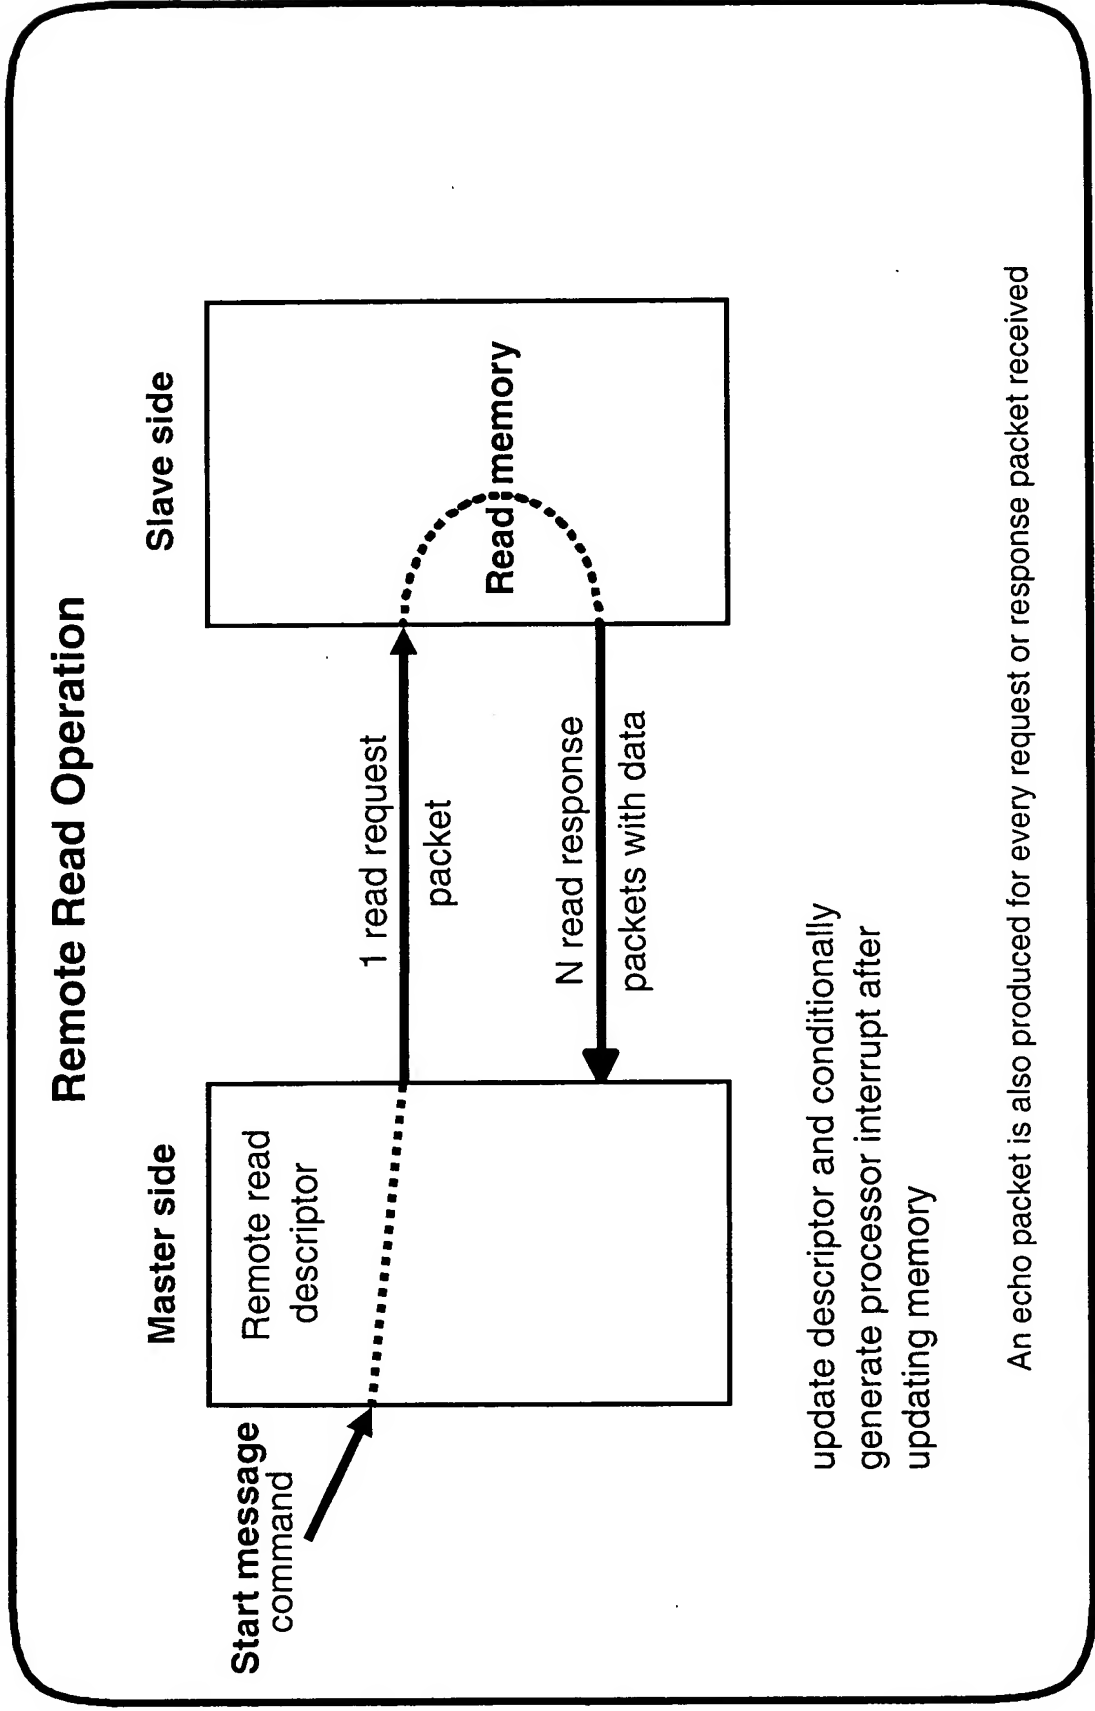 Remote Read Operation
Master side
Slave side
Start message
command
Remote read
descriptor
1 read request
packet
Read memory
N read response
packets with data
update descriptor and conditionally
generate processor interrupt after
updating memory
An echo packet is also produced for every request or response packet received